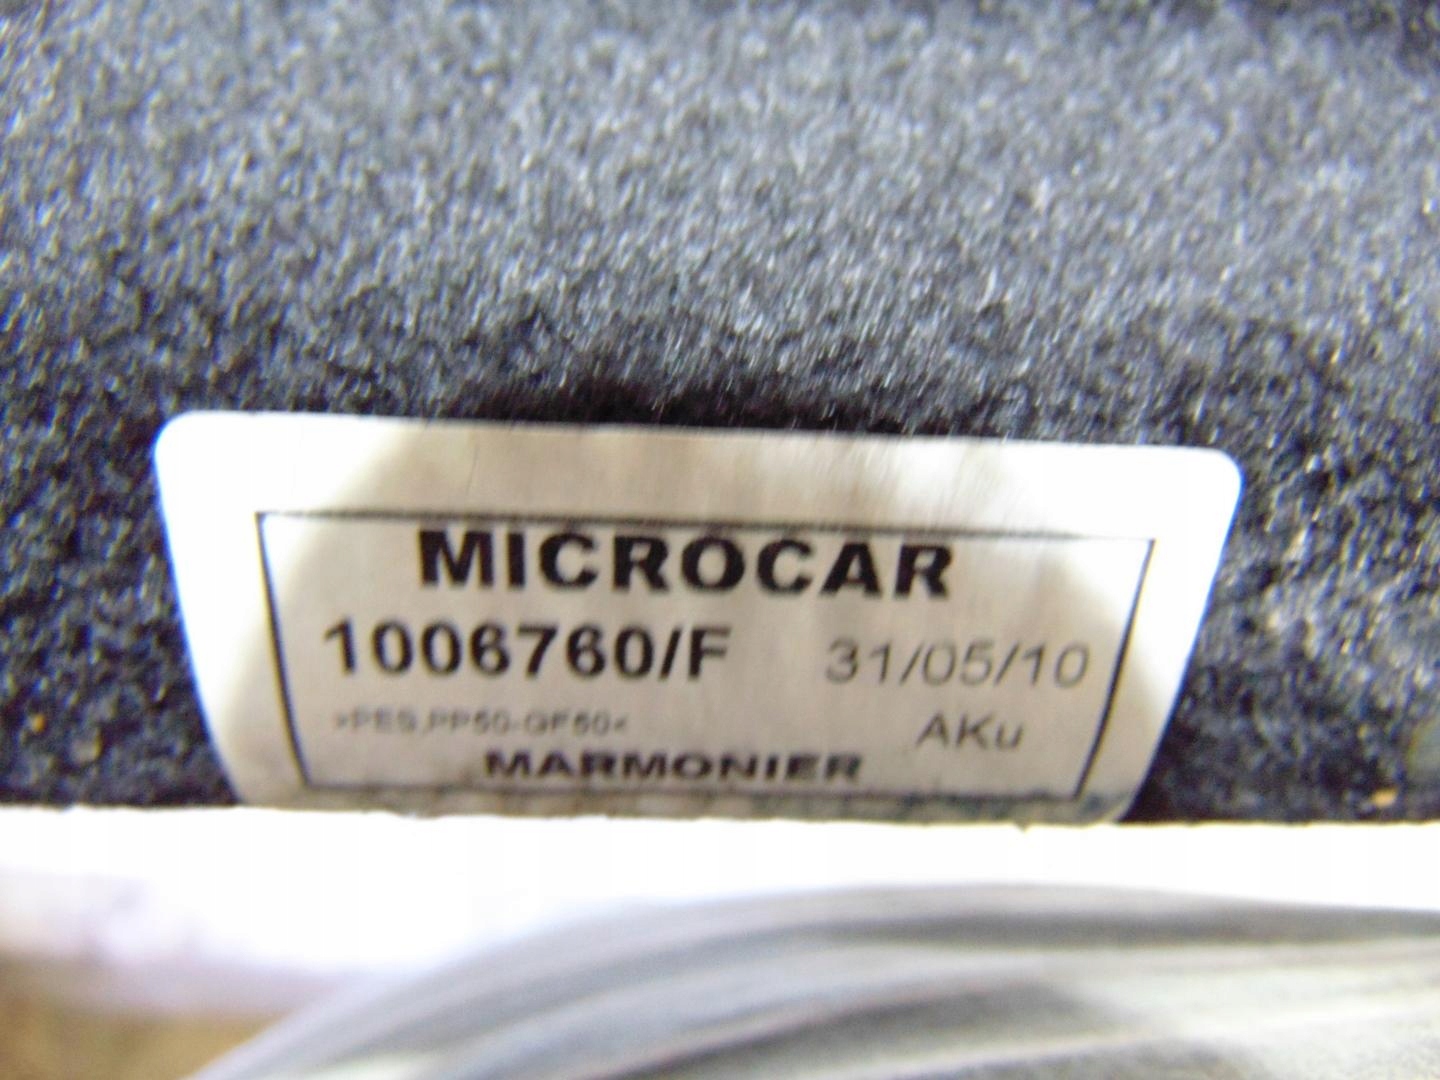 MICROCAR
1006760/F 31/05/10
>PES,PP50-GF50< AKu
MARMONIER